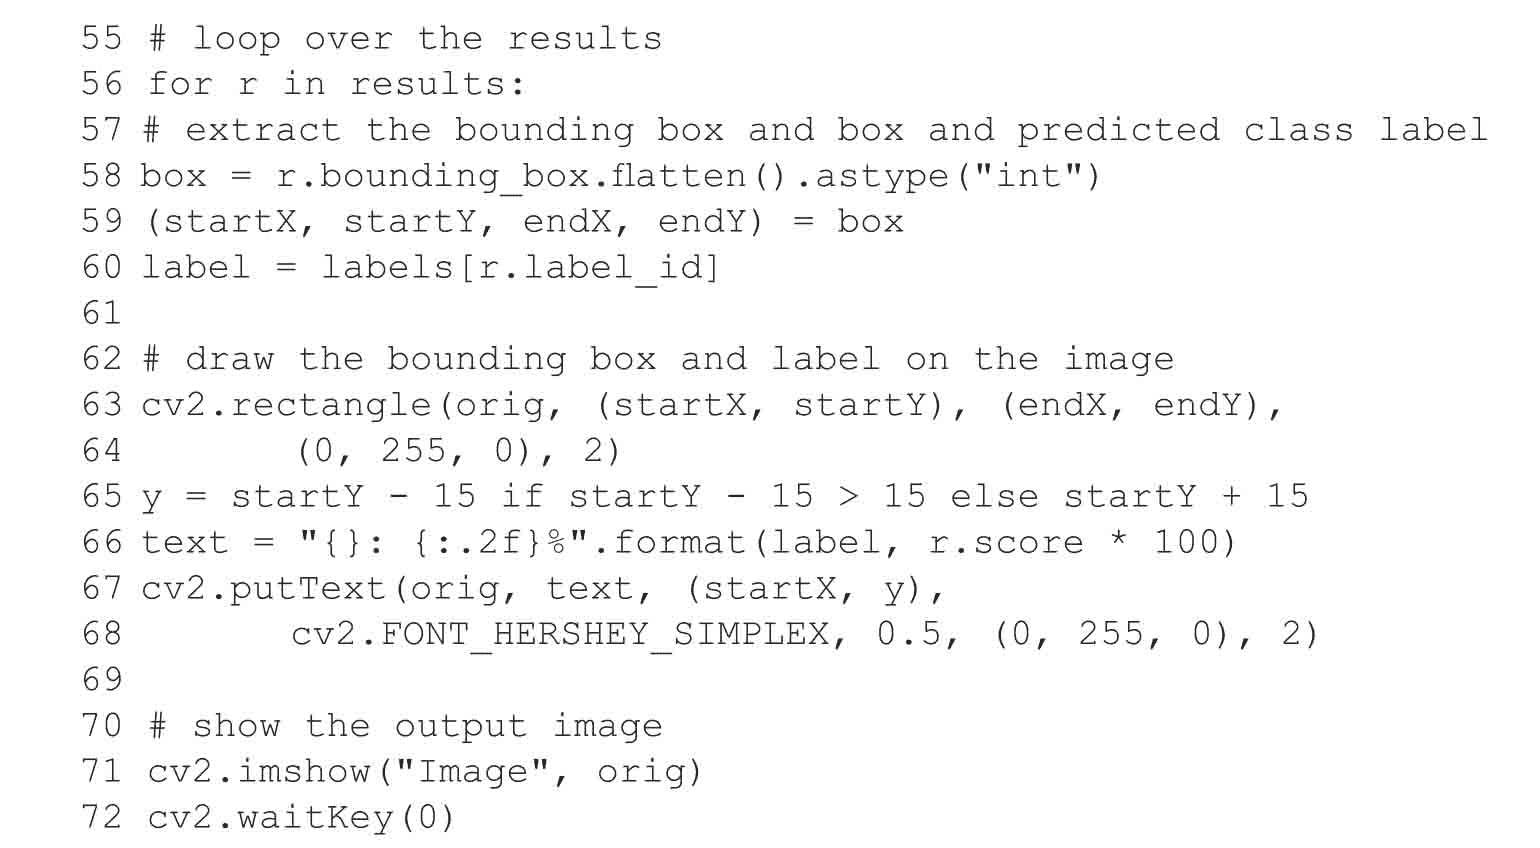 55 # loop over the results
56 for r in results:
57 # extract the bounding box and box and predicted class label
58 box = r.bounding_box.flatten().astype("int")
59 (startX, startY, endX, endY) = box
60 label = labels[r.label_id]
61
62 # draw the bounding box and label on the image
63 cv2.rectangle(orig, (startX, startY), (endX, endY),
64 (0, 255, 0), 2)
65 y = startY - 15 if startY - 15 > 15 else startY + 15
66 text = "{}: {:.2f}%".format(label, r.score * 100)
67 cv2.putText(orig, text, (startX, y),
68 cv2.FONT_HERSHEY_SIMPLEX, 0.5, (0, 255, 0), 2)
69
70 # show the output image
71 cv2.imshow("Image", orig)
72 cv2.waitKey(0)